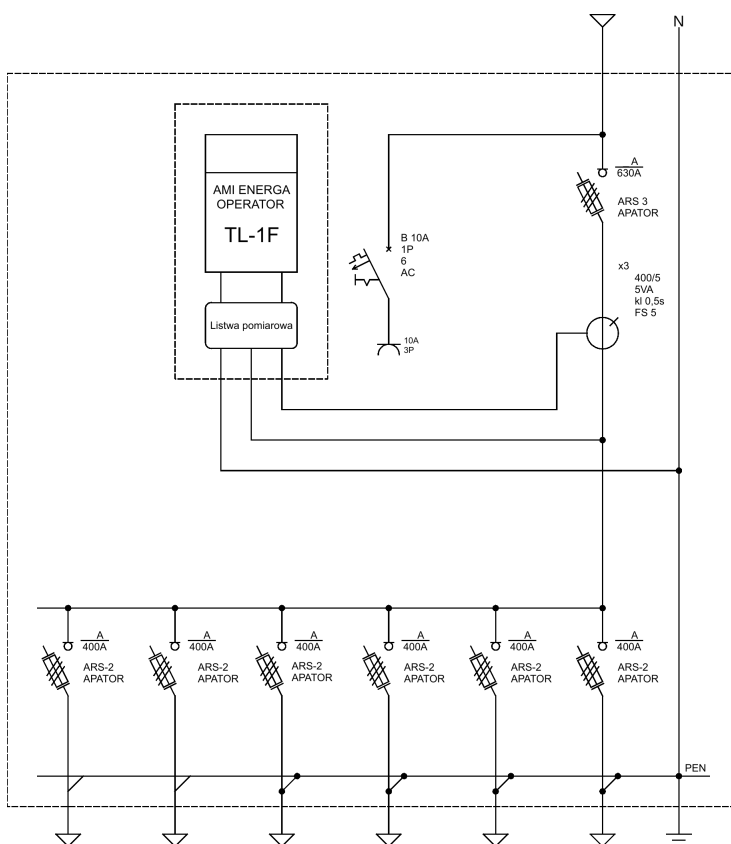 N
A
630A
ARS 3
APATOR
AMI ENERGA
OPERATOR
TL-1F
B 10A
1P
6
AC
x3
400/5
5VA
kl 0,5s
FS 5
Listwa pomiarowa
10A
3P
A
400A
ARS-2
APATOR
A
400A
ARS-2
APATOR
A
400A
ARS-2
APATOR
A
400A
ARS-2
APATOR
A
400A
ARS-2
APATOR
A
400A
ARS-2
APATOR
PEN